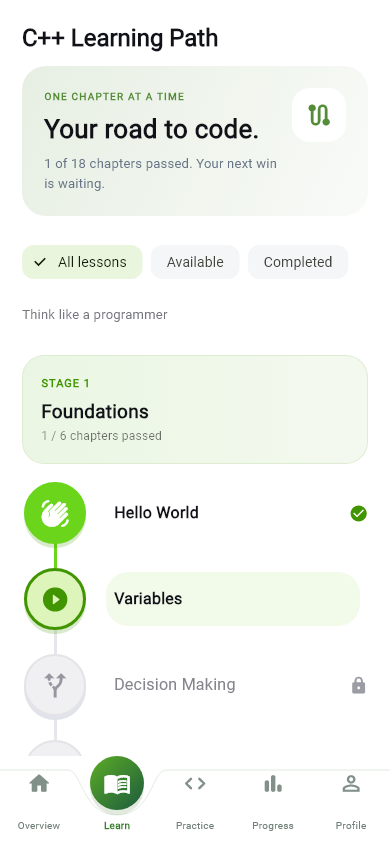 C++ Learning Path
ONE CHAPTER AT A TIME
Your road to code.
1 of 18 chapters passed. Your next win
is waiting.
All lessons
Available
Completed
Think like a programmer
STAGE 1
Foundations
1 / 6 chapters passed
Hello World
Variables
Decision Making
Overview
Learn
Practice
Progress
Profile